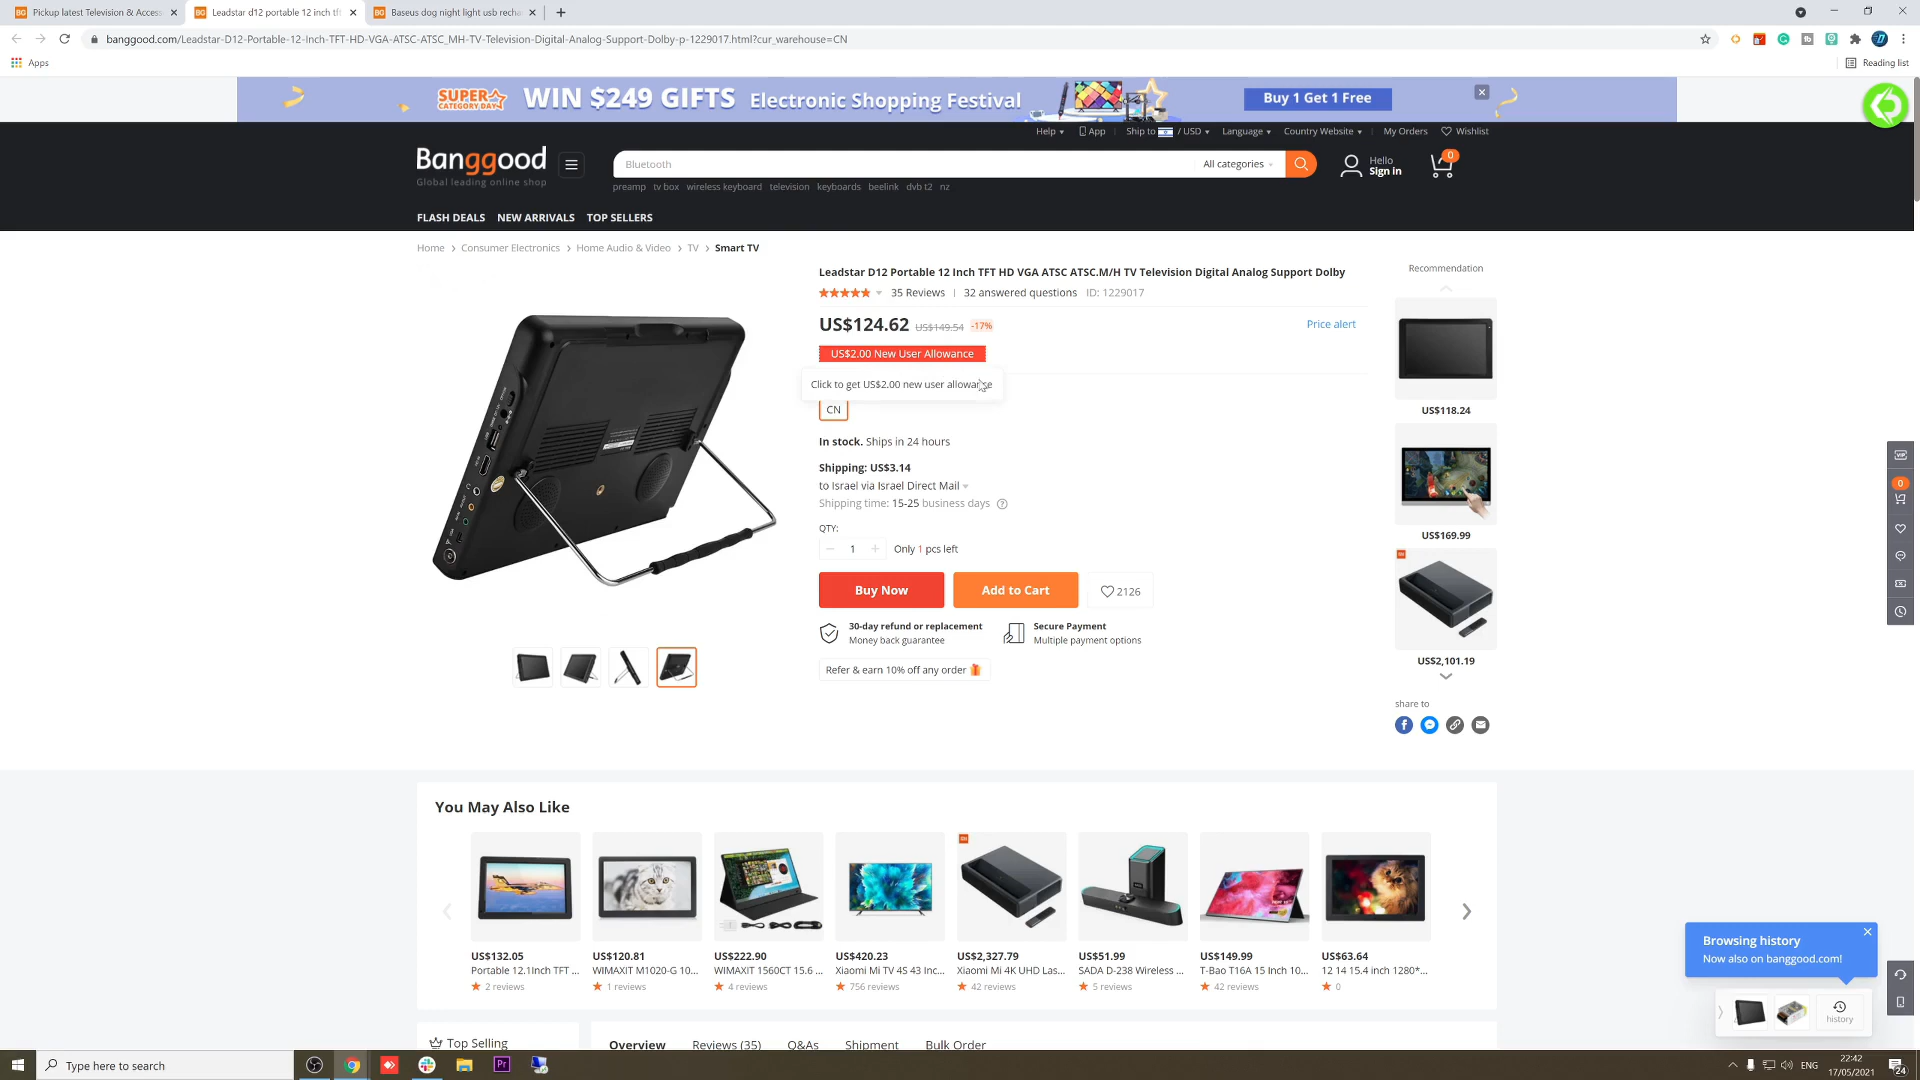 Pickup latest Television & Access
Leadstar d12 portable 12 inch tft
Baseus dog night light usb recha
banggood.com/Leadstar-D12-Portable-12-Inch-TFT-HD-VGA-ATSC-ATSC_MH-TV-Television-Digital-Analog-Support-Dolby-p-1229017.html?cur_warehouse=CN
Apps
Reading list
SUPER CATEGORY DAY
WIN $249 GIFTS Electronic Shopping Festival
Buy 1 Get 1 Free
Help App Ship to / USD Language Country Website My Orders Wishlist
Banggood
Global leading online shop
Bluetooth
All categories
Hello
Sign in
0
preamp tv box wireless keyboard television keyboards beelink dvb t2 nz
FLASH DEALS NEW ARRIVALS TOP SELLERS
Home > Consumer Electronics > Home Audio & Video > TV > Smart TV
Leadstar D12 Portable 12 Inch TFT HD VGA ATSC ATSC.M/H TV Television Digital Analog Support Dolby
35 Reviews | 32 answered questions ID: 1229017
US$124.62 US$149.54 -17%
Price alert
US$2.00 New User Allowance
Click to get US$2.00 new user allowance
CN
In stock. Ships in 24 hours
Shipping: US$3.14
to Israel via Israel Direct Mail
Shipping time: 15-25 business days
QTY:
1
Only 1 pcs left
Buy Now
Add to Cart
2126
30-day refund or replacement
Money back guarantee
Secure Payment
Multiple payment options
Refer & earn 10% off any order
Recommendation
US$118.24
US$169.99
US$2,101.19
share to
VIP
0
You May Also Like
US$132.05
Portable 12.1Inch TFT ...
2 reviews
US$120.81
WIMAXIT M1020-G 10...
1 reviews
US$222.90
WIMAXIT 1560CT 15.6 ...
4 reviews
US$420.23
Xiaomi Mi TV 4S 43 Inc...
756 reviews
US$2,327.79
Xiaomi Mi 4K UHD Las...
42 reviews
US$51.99
SADA D-238 Wireless ...
5 reviews
US$149.99
T-Bao T16A 15 Inch 10...
42 reviews
US$63.64
12 14 15.4 inch 1280*...
0
Browsing history
Now also on banggood.com!
history
Top Selling
Overview Reviews (35) Q&As Shipment Bulk Order
Type here to search
Pr
ENG
22:42
17/05/2021
24